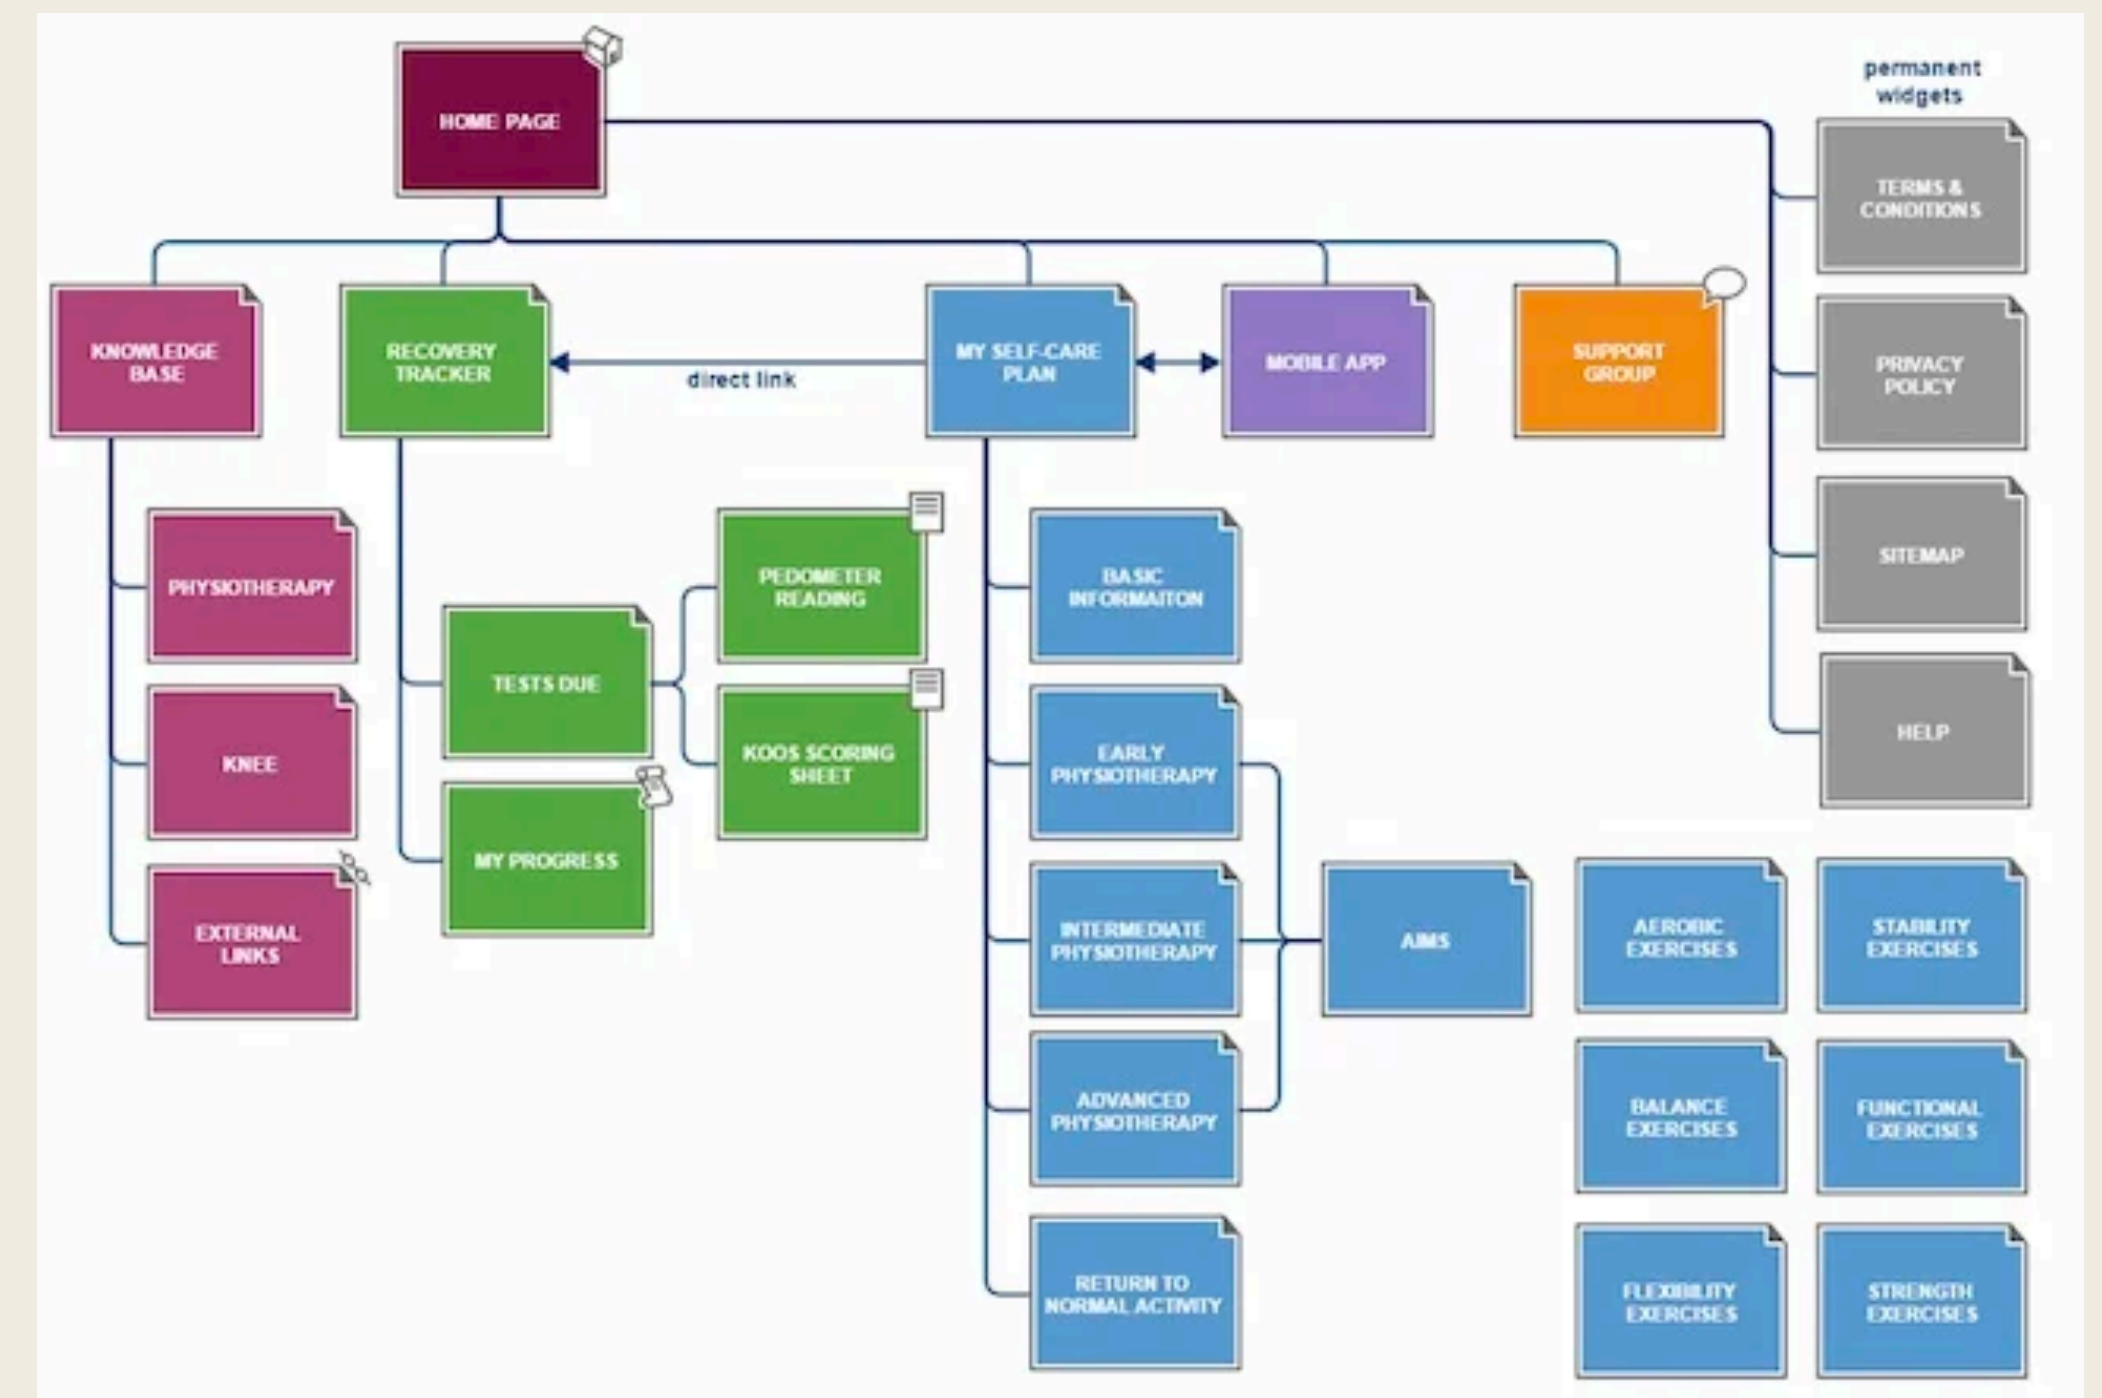 HOME PAGE
permanent
widgets
TERMS &
CONDITIONS
PRIVACY
POLICY
SITEMAP
HELP
KNOWLEDGE
BASE
RECOVERY
TRACKER
direct link
MY SELF-CARE
PLAN
MOBILE APP
SUPPORT
GROUP
PHYSIOTHERAPY
KNEE
EXTERNAL
LINKS
TESTS DUE
MY PROGRESS
PEDOMETER
READING
KOOS SCORING
SHEET
BASIC
INFORMAITON
EARLY
PHYSIOTHERAPY
INTERMEDIATE
PHYSIOTHERAPY
ADVANCED
PHYSIOTHERAPY
RETURN TO
NORMAL ACTIVITY
AIMS
AEROBIC
EXERCISES
STABILITY
EXERCISES
BALANCE
EXERCISES
FUNCTIONAL
EXERCISES
FLEXIBILITY
EXERCISES
STRENGTH
EXERCISES